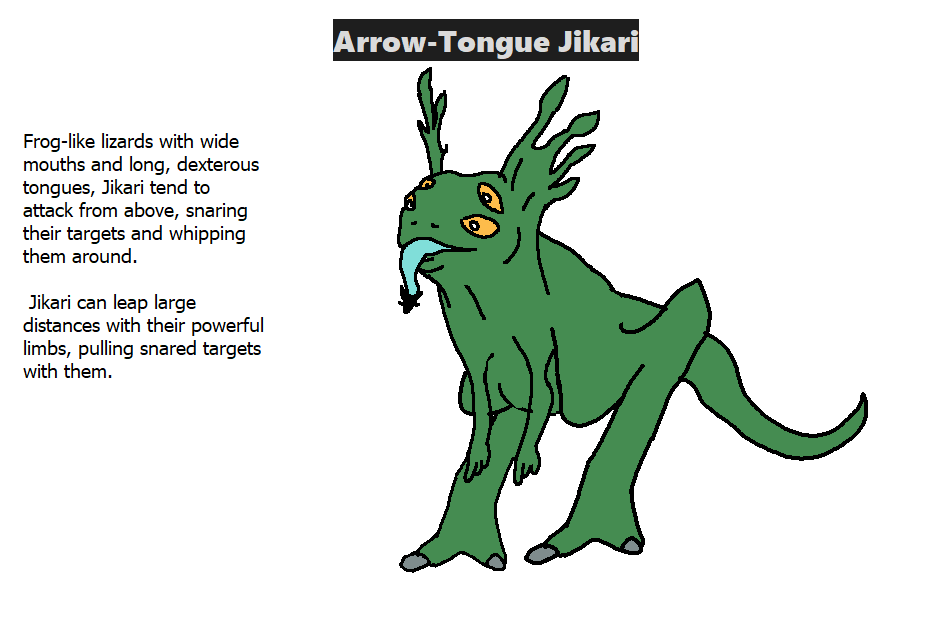 Arrow-Tongue Jikari
Frog-like lizards with wide
mouths and long, dexterous
tongues, Jikari tend to
attack from above, snaring
their targets and whipping
them around.
Jikari can leap large
distances with their powerful
limbs, pulling snared targets
with them.